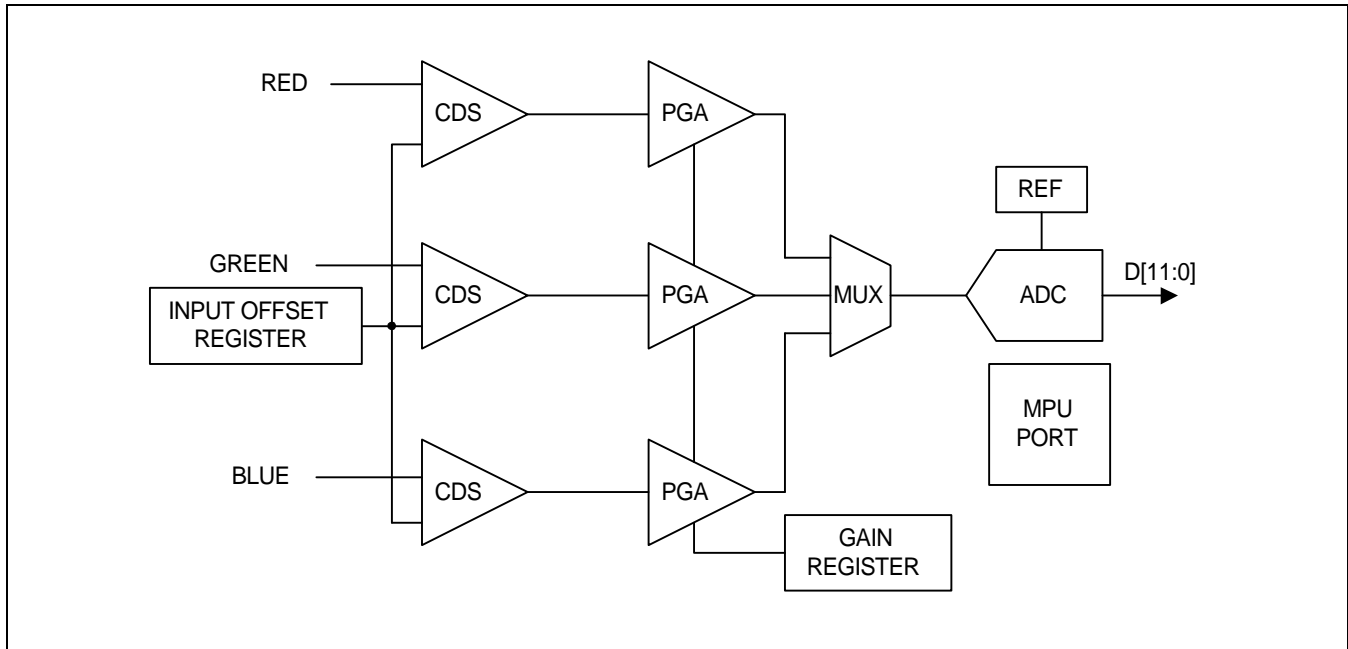 RED
CDS
PGA
REF
GREEN
CDS
PGA
MUX
ADC
D[11:0]
INPUT OFFSET
REGISTER
MPU
PORT
BLUE
CDS
PGA
GAIN
REGISTER